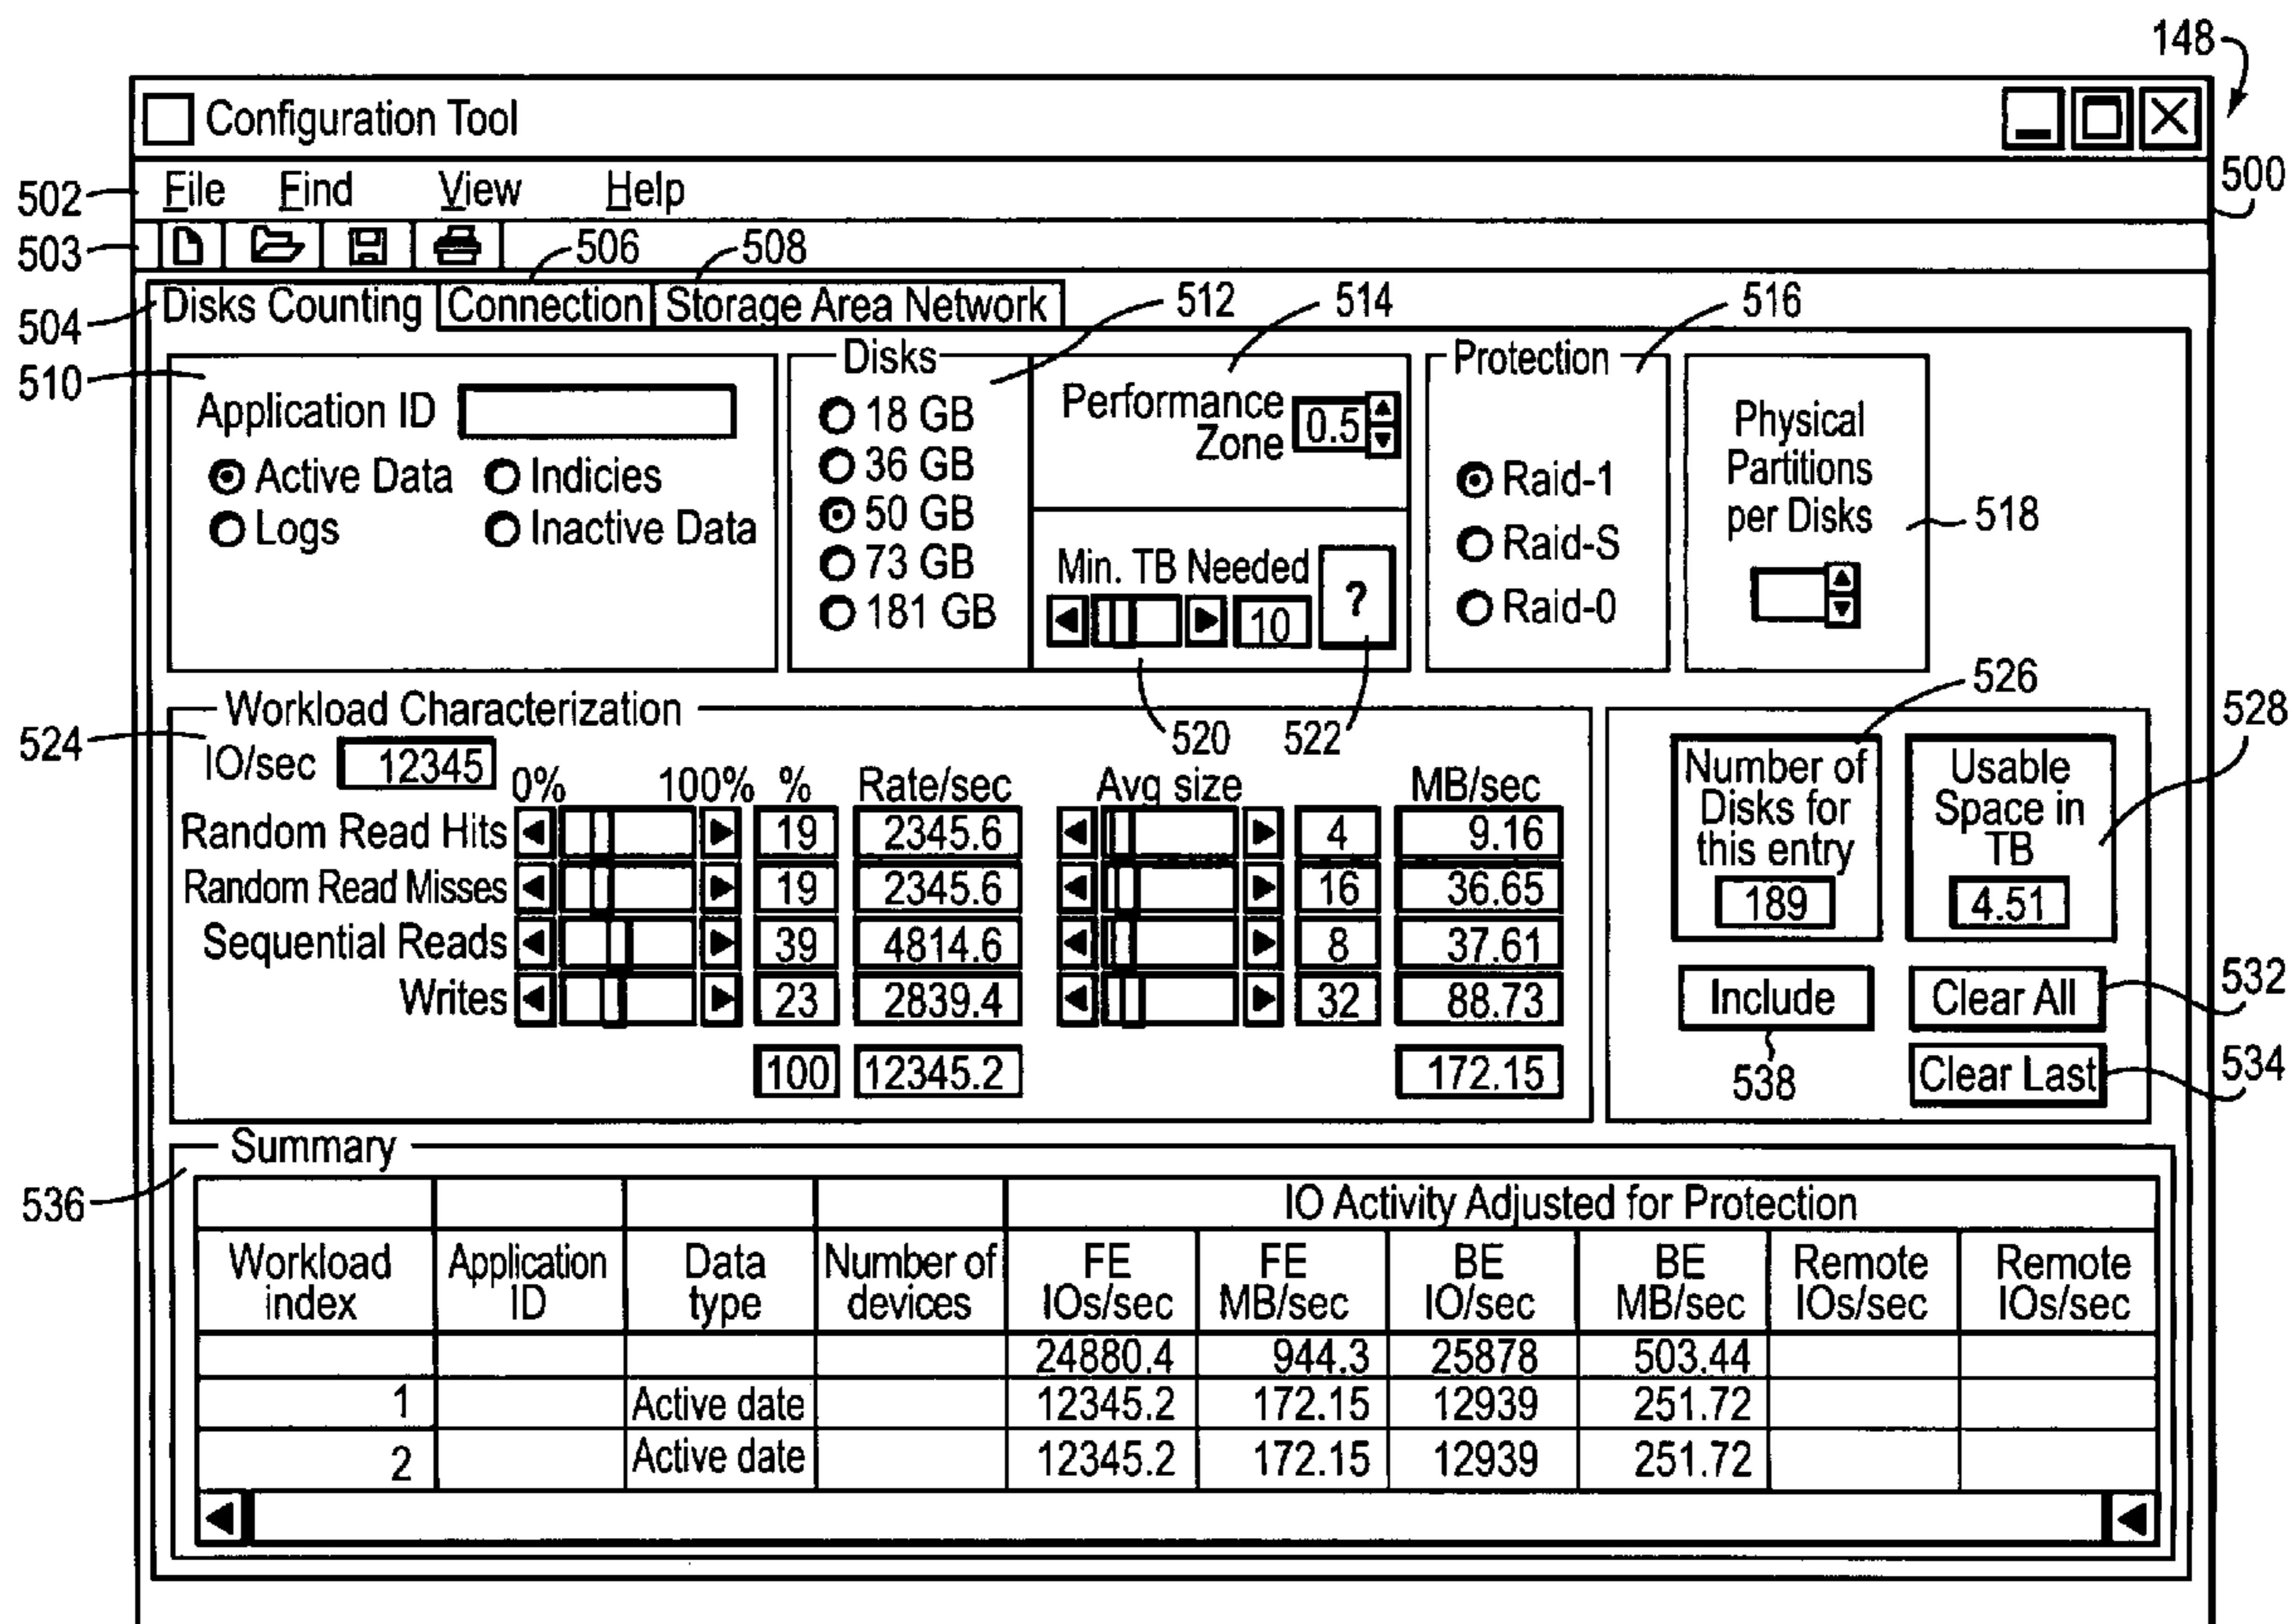 148
Configuration Tool
500
502 File Find View Help
503 506 508
504 Disks Counting Connection Storage Area Network 512 514 516
510 Application ID
Active Data Indicies
Logs Inactive Data
Disks
18 GB
36 GB
50 GB
73 GB
181 GB
Performance
Zone 0.5
Min. TB Needed
10 ?
Protection
Raid-1
Raid-S
Raid-0
Physical
Partitions
per Disks
518
520 522 526 528
524 Workload Characterization
IO/sec 12345
0% 100% % Rate/sec Avg size MB/sec
Random Read Hits 19 2345.6 4 9.16
Random Read Misses 19 2345.6 16 36.65
Sequential Reads 39 4814.6 8 37.61
Writes 23 2839.4 32 88.73
100 12345.2 172.15
Number of
Disks for
this entry
189
Usable
Space in
TB
4.51
Include Clear All 532
538 Clear Last 534
Summary
536
IO Activity Adjusted for Protection
Workload
index
Application
ID
Data
type
Number of
devices
FE
IOs/sec
FE
MB/sec
BE
IO/sec
BE
MB/sec
Remote
IOs/sec
Remote
IOs/sec
24880.4 944.3 25878 503.44
1 Active date 12345.2 172.15 12939 251.72
2 Active date 12345.2 172.15 12939 251.72